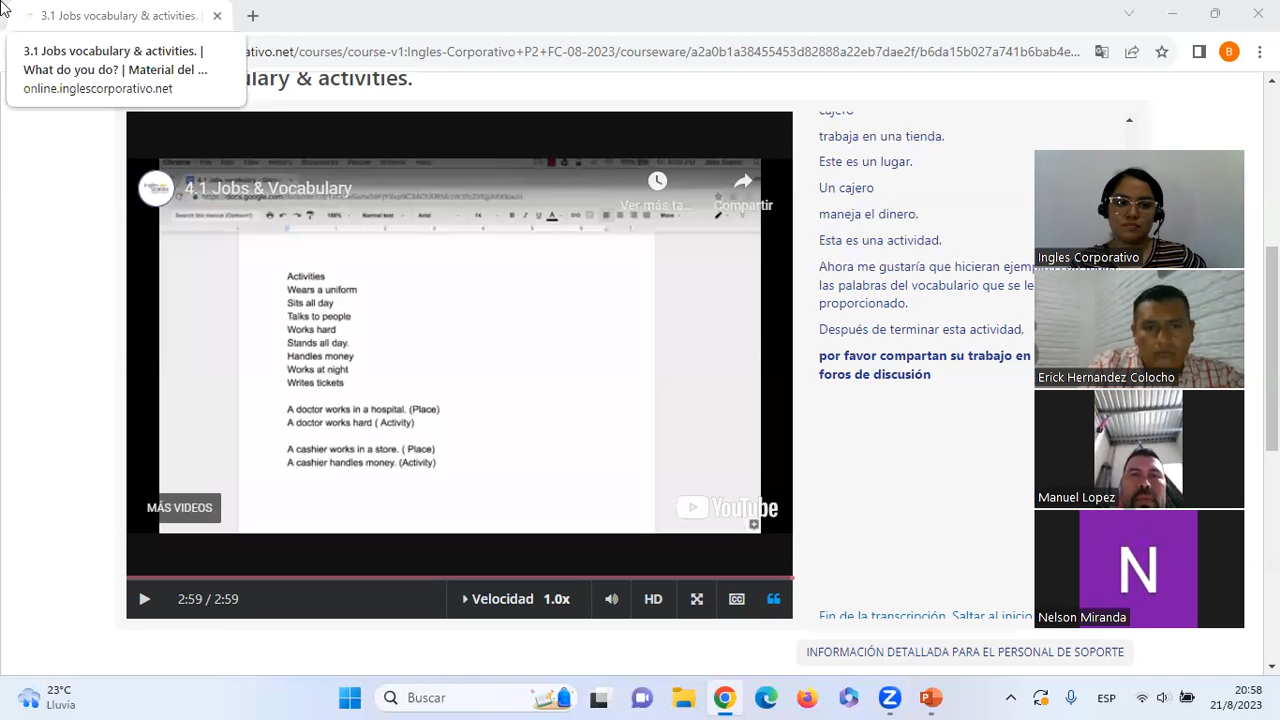 3.1 Jobs vocabulary & activities. |
3.1 Jobs vocabulary & activities. |
What do you do? | Material del ...
online.inglescorporativo.net
ativo.net/courses/course-v1:Ingles-Corporativo+P2+FC-08-2023/courseware/a2a0b1a38455453d82888a22eb7dae2f/b6da15b027a741b6bab4e...
B
ulary & activities.
4.1 Jobs & Vocabulary
Ver más ta...
Compartir
Normal text
Arial
14
More
Activities
Wears a uniform
Sits all day
Talks to people
Works hard
Stands all day.
Handles money
Works at night
Writes tickets
A doctor works in a hospital. (Place)
A doctor works hard ( Activity)
A cashier works in a store. ( Place)
A cashier handles money. (Activity)
MÁS VIDEOS
YouTube
2:59 / 2:59
Velocidad 1.0x
HD
cajero
trabaja en una tienda.
Este es un lugar.
Un cajero
maneja el dinero.
Esta es una actividad.
Ahora me gustaría que hicieran ejemp
las palabras del vocabulario que se le
proporcionado.
Después de terminar esta actividad,
por favor compartan su trabajo en
foros de discusión
Fin de la transcripción. Saltar al inicio
INFORMACIÓN DETALLADA PARA EL PERSONAL DE SOPORTE
Ingles Corporativo
Erick Hernandez Colocho
Manuel Lopez
N
Nelson Miranda
23°C
Lluvia
Buscar
ESP
20:58
21/8/2023